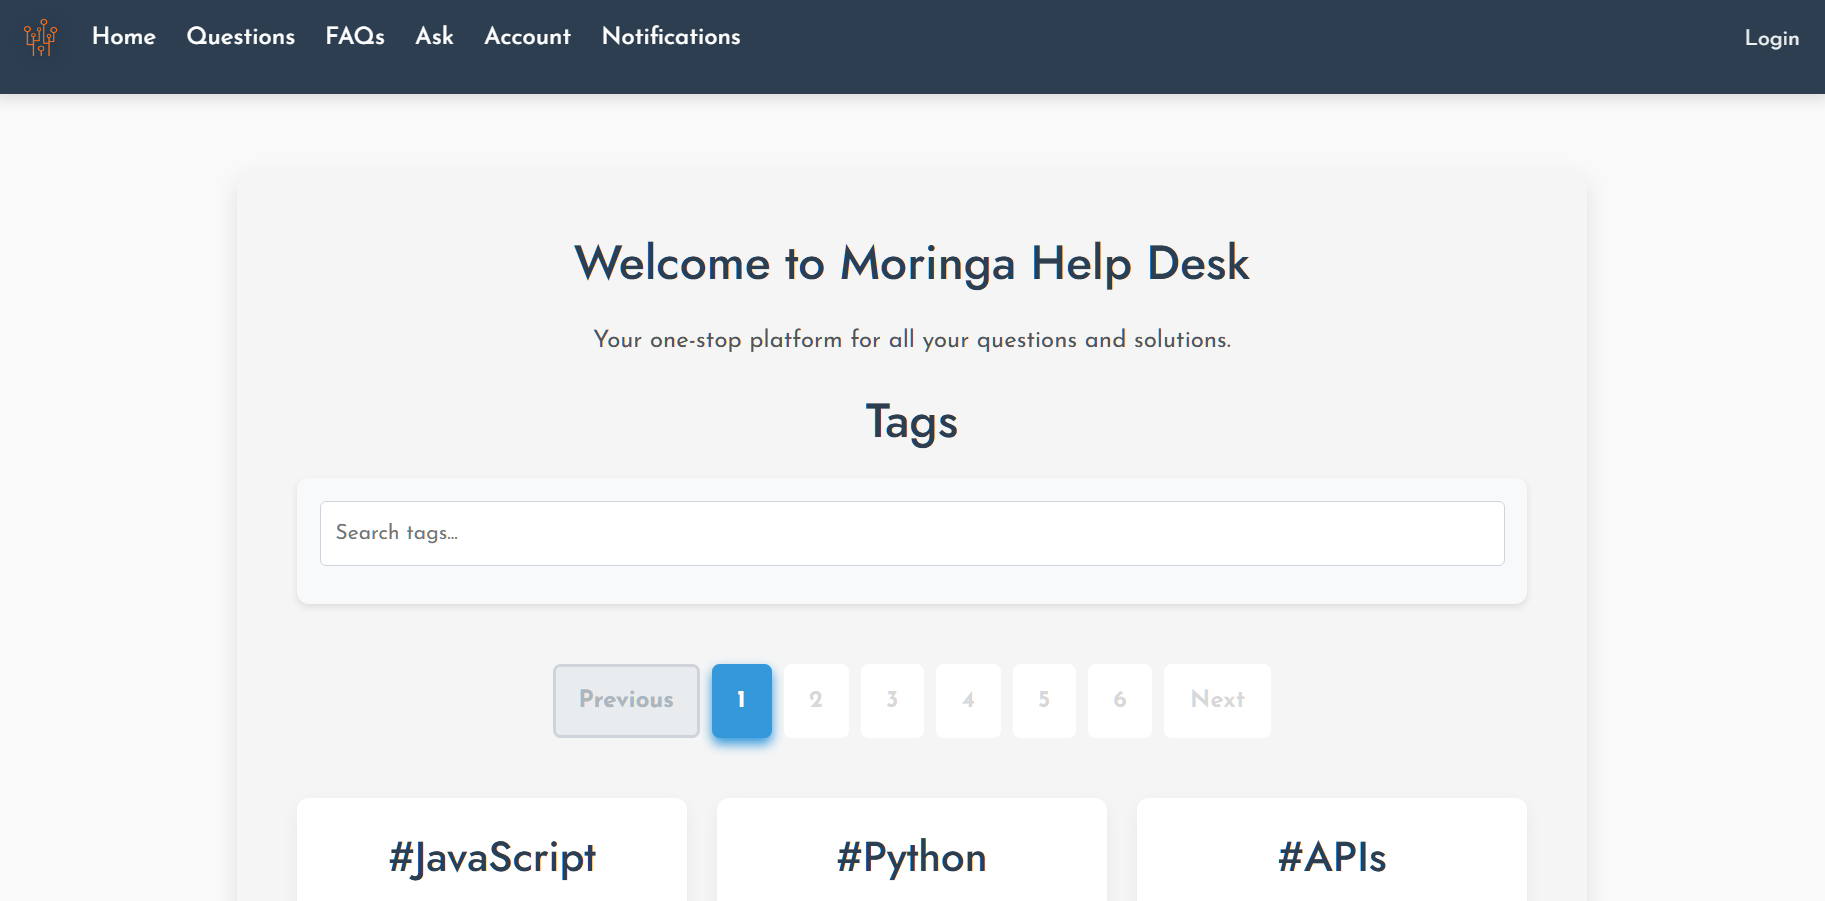 Home Questions FAQs Ask Account Notifications Login
Welcome to Moringa Help Desk
Your one-stop platform for all your questions and solutions.
Tags
Search tags...
Previous 1 2 3 4 5 6 Next
#JavaScript #Python #APIs